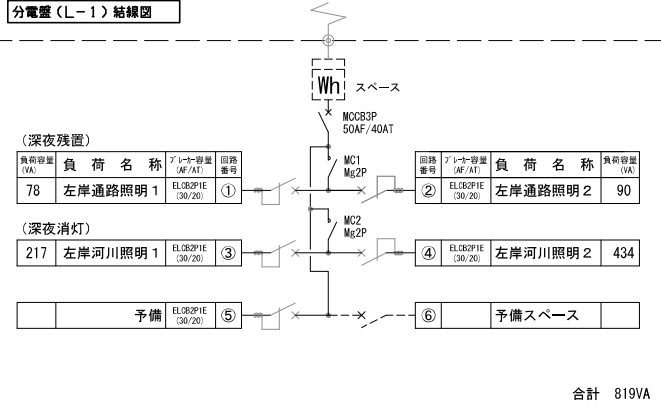 分電盤(L-1)結線図
Wh スペース
MCCB3P
50AF/40AT
(深夜残置)
負荷容量(VA) 負荷名称 ブレーカー容量(AF/AT) 回路番号
MC1
Mg2P
回路番号 ブレーカー容量(AF/AT) 負荷名称 負荷容量(VA)
78 左岸通路照明1 ELCB2P1E(30/20) ①
② ELCB2P1E(30/20) 左岸通路照明2 90
(深夜消灯)
MC2
Mg2P
217 左岸河川照明1 ELCB2P1E(30/20) ③
④ ELCB2P1E(30/20) 左岸河川照明2 434
予備 ELCB2P1E(30/20) ⑤
⑥ 予備スペース
合計 819VA